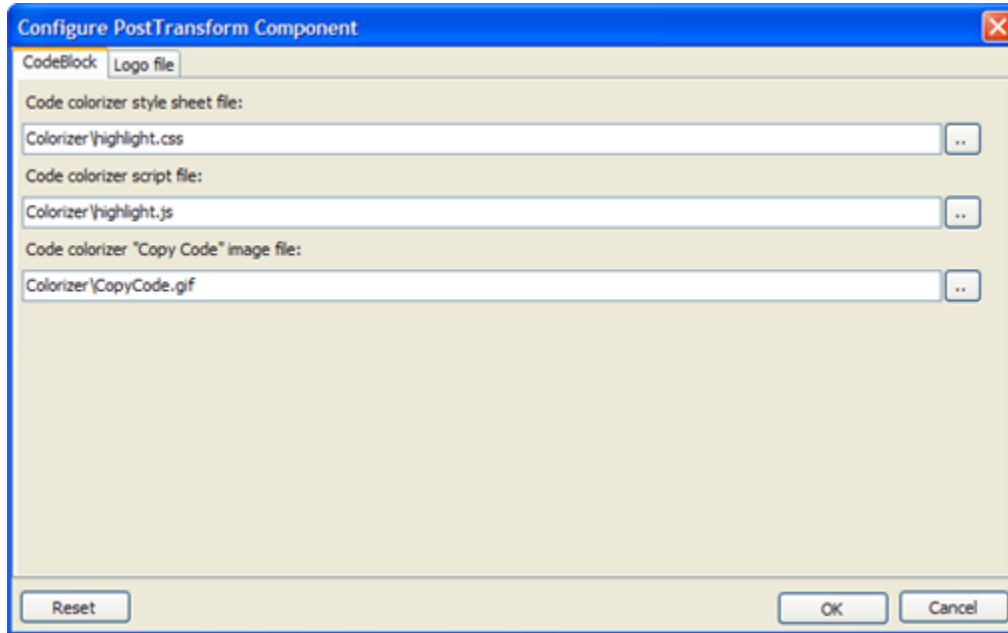 Configure PostTransform Component
CodeBlock Logo file
Code colorizer style sheet file:
Colorizer\highlight.css
..
Code colorizer script file:
Colorizer\highlight.js
..
Code colorizer "Copy Code" image file:
Colorizer\CopyCode.gif
..
Reset OK Cancel